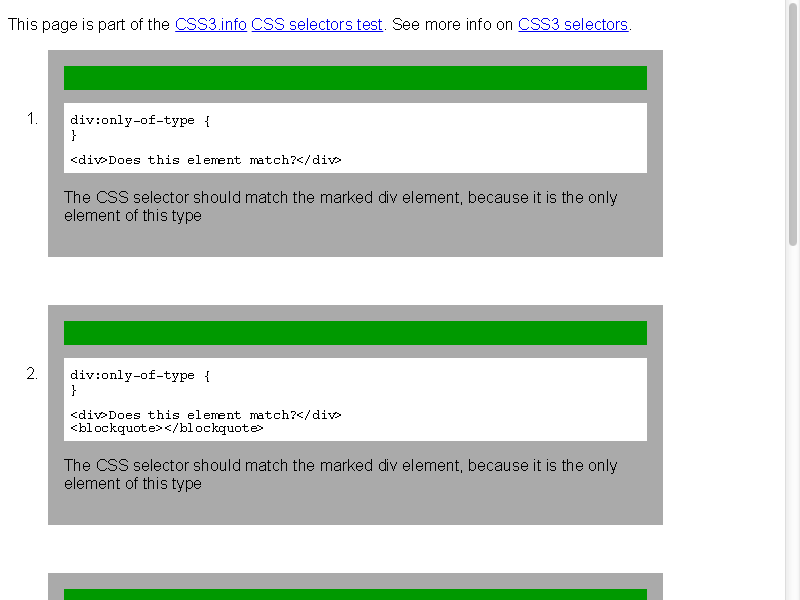 This page is part of the CSS3.info CSS selectors test. See more info on CSS3 selectors.
1.
div:only-of-type {
}
<div>Does this element match?</div>
The CSS selector should match the marked div element, because it is the only
element of this type
2.
div:only-of-type {
}
<div>Does this element match?</div>
<blockquote></blockquote>
The CSS selector should match the marked div element, because it is the only
element of this type